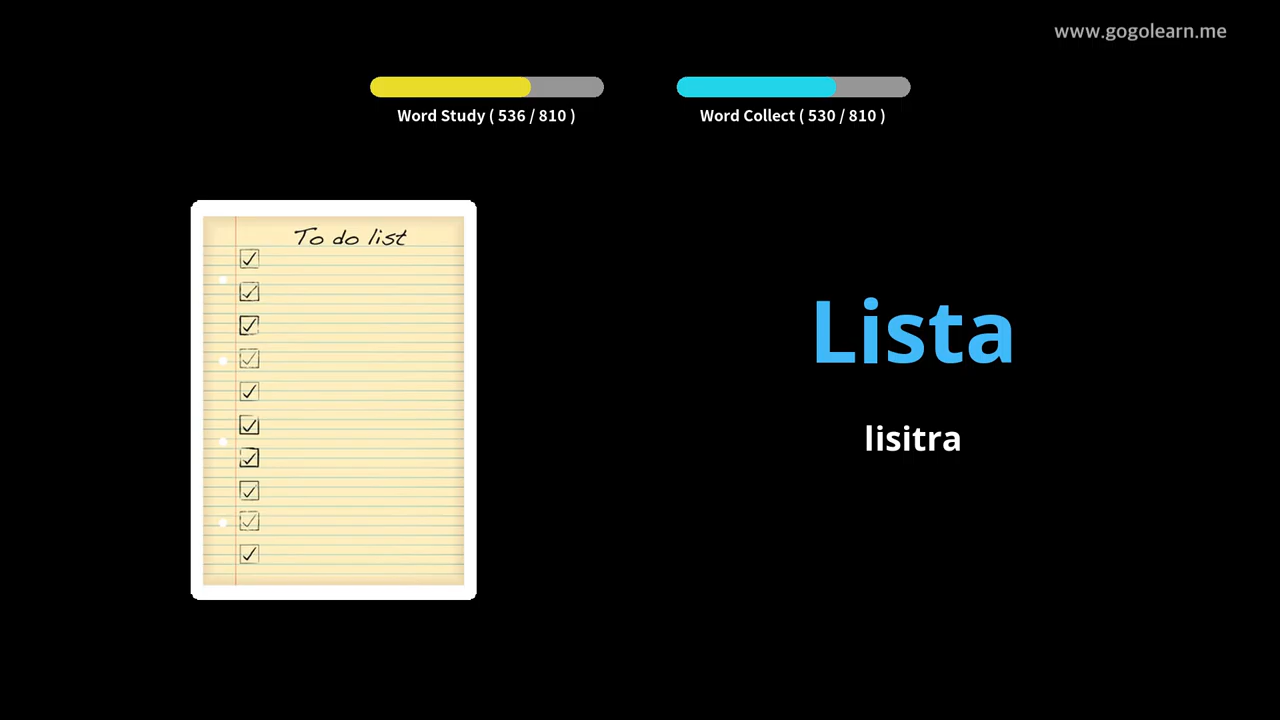 www.gogolearn.me
Word Study ( 536 / 810 )
Word Collect ( 530 / 810 )
To do list
Lista
lisitra